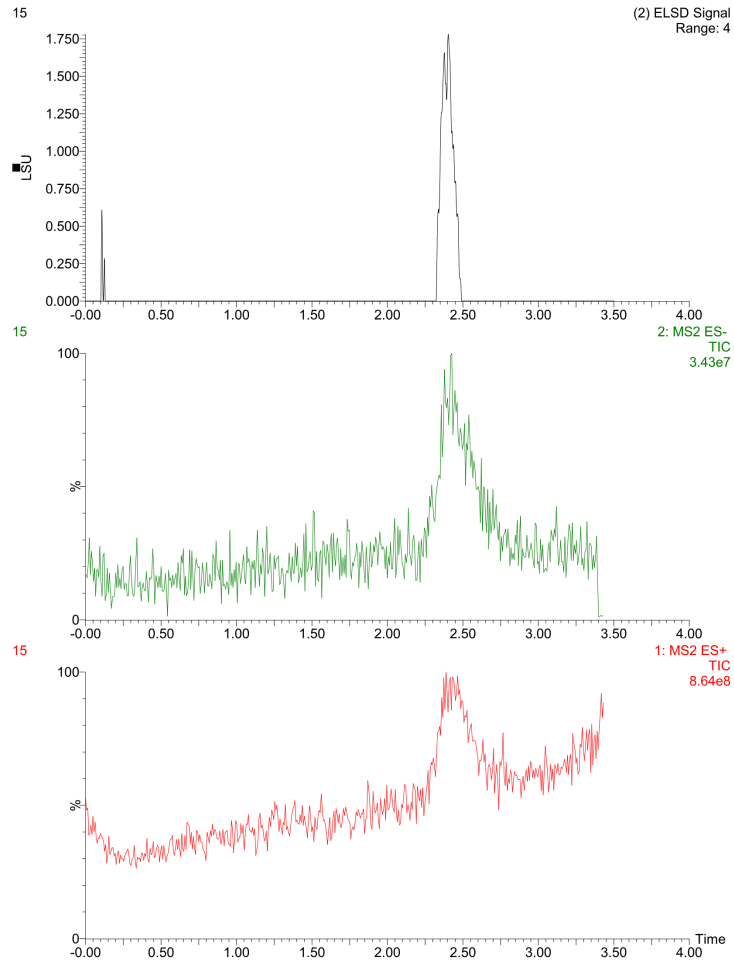 15
(2) ELSD Signal
Range: 4
1.750
1.500
1.250
1.000
0.750
0.500
0.250
0.000
LSU
-0.00 0.50 1.00 1.50 2.00 2.50 3.00 3.50 4.00
15
2: MS2 ES-
TIC
3.43e7
100
%
0
-0.00 0.50 1.00 1.50 2.00 2.50 3.00 3.50 4.00
15
1: MS2 ES+
TIC
8.64e8
100
%
0
Time
-0.00 0.50 1.00 1.50 2.00 2.50 3.00 3.50 4.00